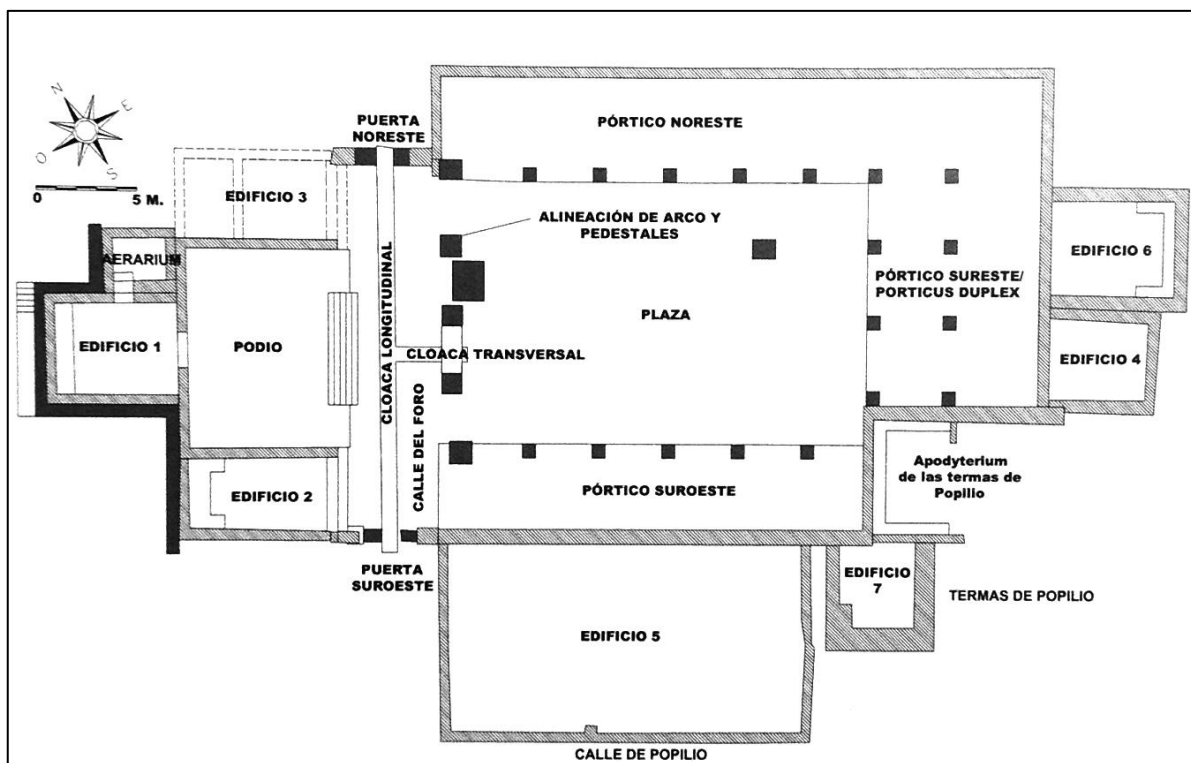 PÓRTICO NORESTE
PUERTA
NORESTE
N
E
O
S
0 5 M.
EDIFICIO 3
ALINEACIÓN DE ARCO Y
PEDESTALES
AERARIUM
EDIFICIO 6
PÓRTICO SURESTE/
PORTICUS DUPLEX
CLOACA LONGITUDINAL
PLAZA
EDIFICIO 1
PODIO
CLOACA TRANSVERSAL
EDIFICIO 4
CALLE DEL FORO
EDIFICIO 2
PÓRTICO SUROESTE
Apodyterium
de las termas de
Popilio
PUERTA
SUROESTE
EDIFICIO
7
TERMAS DE POPILIO
EDIFICIO 5
CALLE DE POPILIO